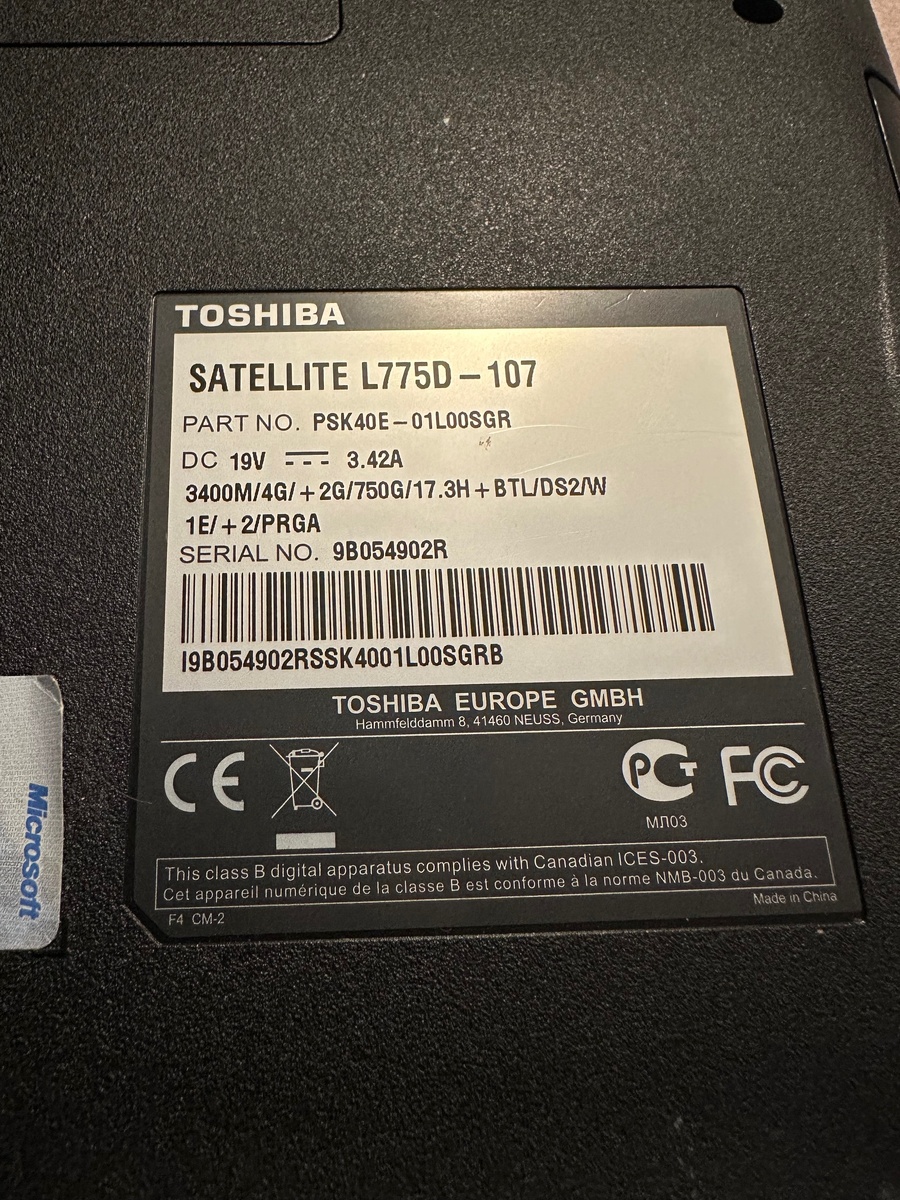 TOSHIBA
SATELLITE L775D–107
PART NO. PSK40E–01L00SGR
DC 19V 3.42A
3400M/4G/+2G/750G/17.3H+BTL/DS2/W
1E/+2/PRGA
SERIAL NO. 9B054902R
I9B054902RSSK4001L00SGRB
TOSHIBA EUROPE GMBH
Hammfelddamm 8, 41460 NEUSS, Germany
CE
РСТ FC
МЛ03
This class B digital apparatus complies with Canadian ICES-003.
Cet appareil numérique de la classe B est conforme à la norme NMB-003 du Canada.
Made in China
F4 CM-2
Microsoft